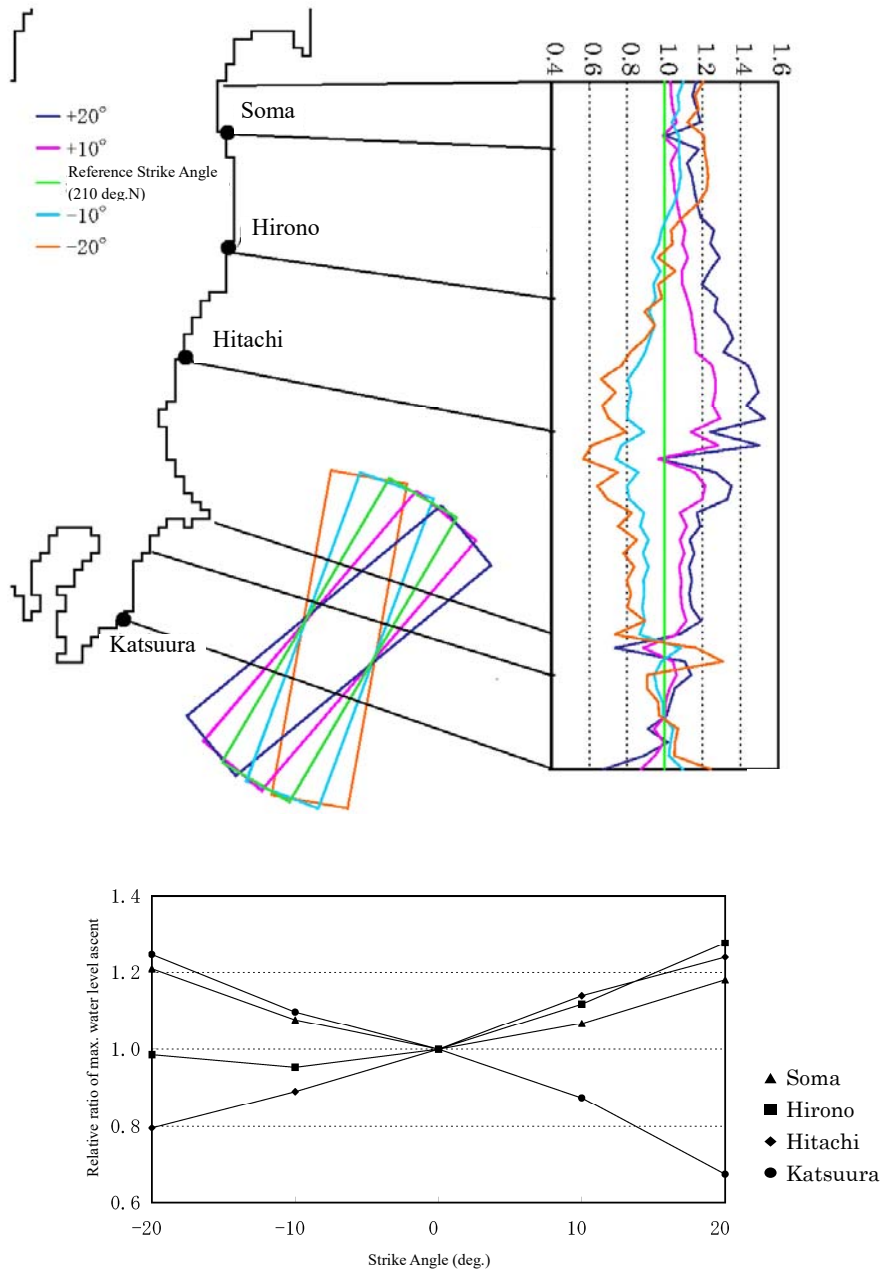 0.4 0.6 0.8 1.0 1.2 1.4 1.6
Soma
+20°
+10°
Reference Strike Angle
(210 deg.N)
−10°
−20°
Hirono
Hitachi
Katsuura
Relative ratio of max. water level ascent
1.4
1.2
1.0
0.8
0.6
-20 -10 0 10 20
Strike Angle (deg.)
Soma
Hirono
Hitachi
Katsuura